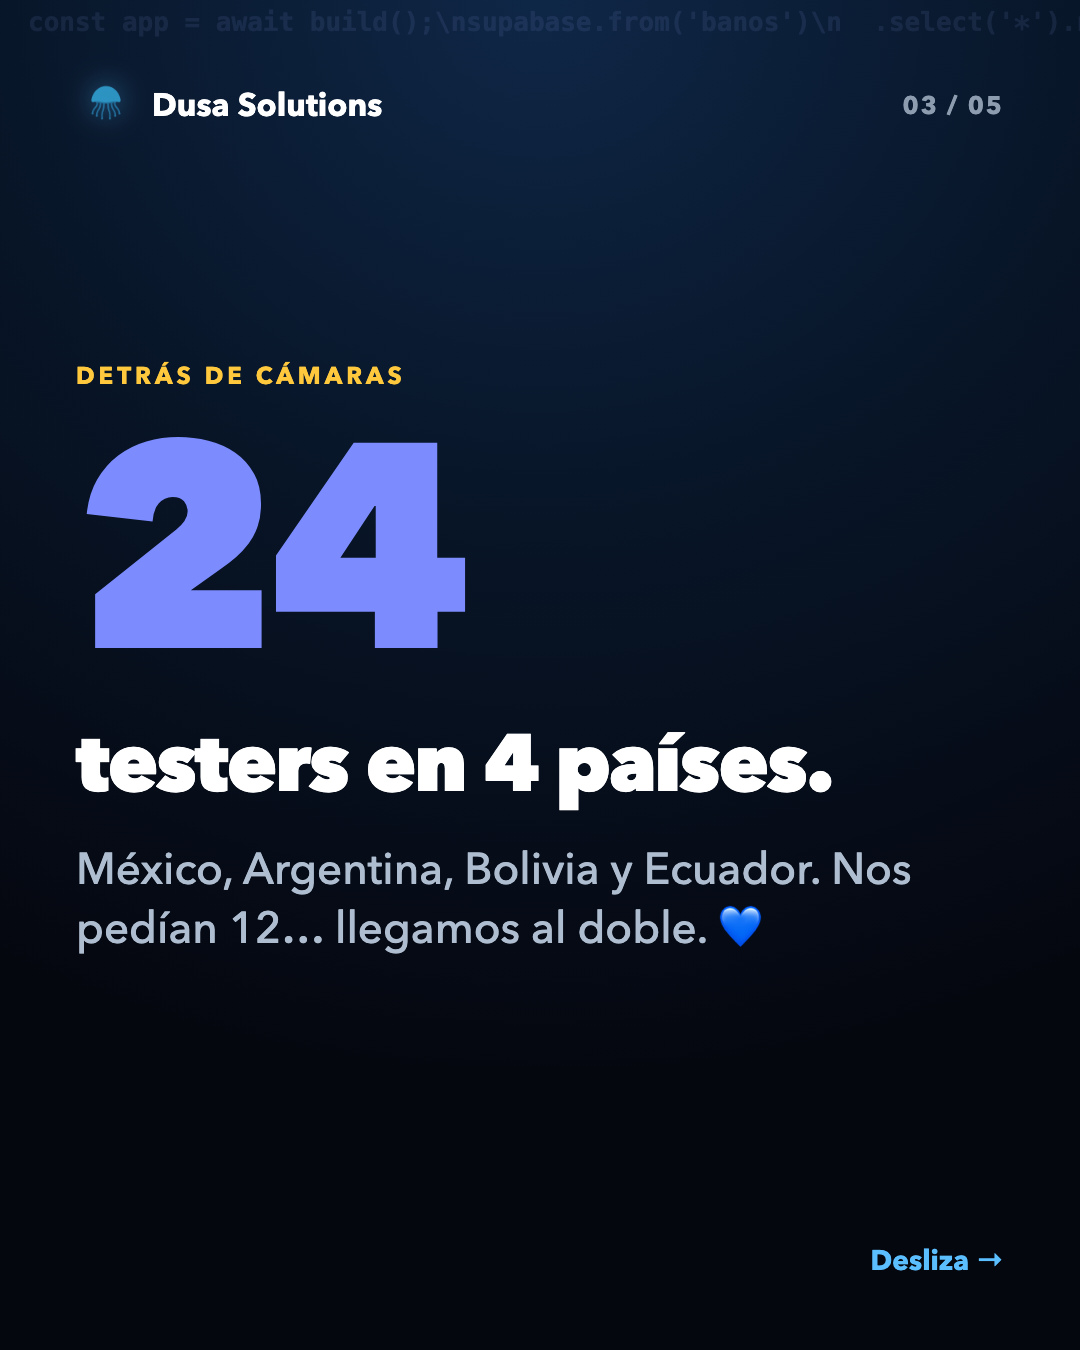 const app = await build();\nsupabase.from('banos')\n  .select('*').
Dusa Solutions
03 / 05
DETRÁS DE CÁMARAS
24
testers en 4 países.
México, Argentina, Bolivia y Ecuador. Nos
pedían 12... llegamos al doble. 💙
Desliza →